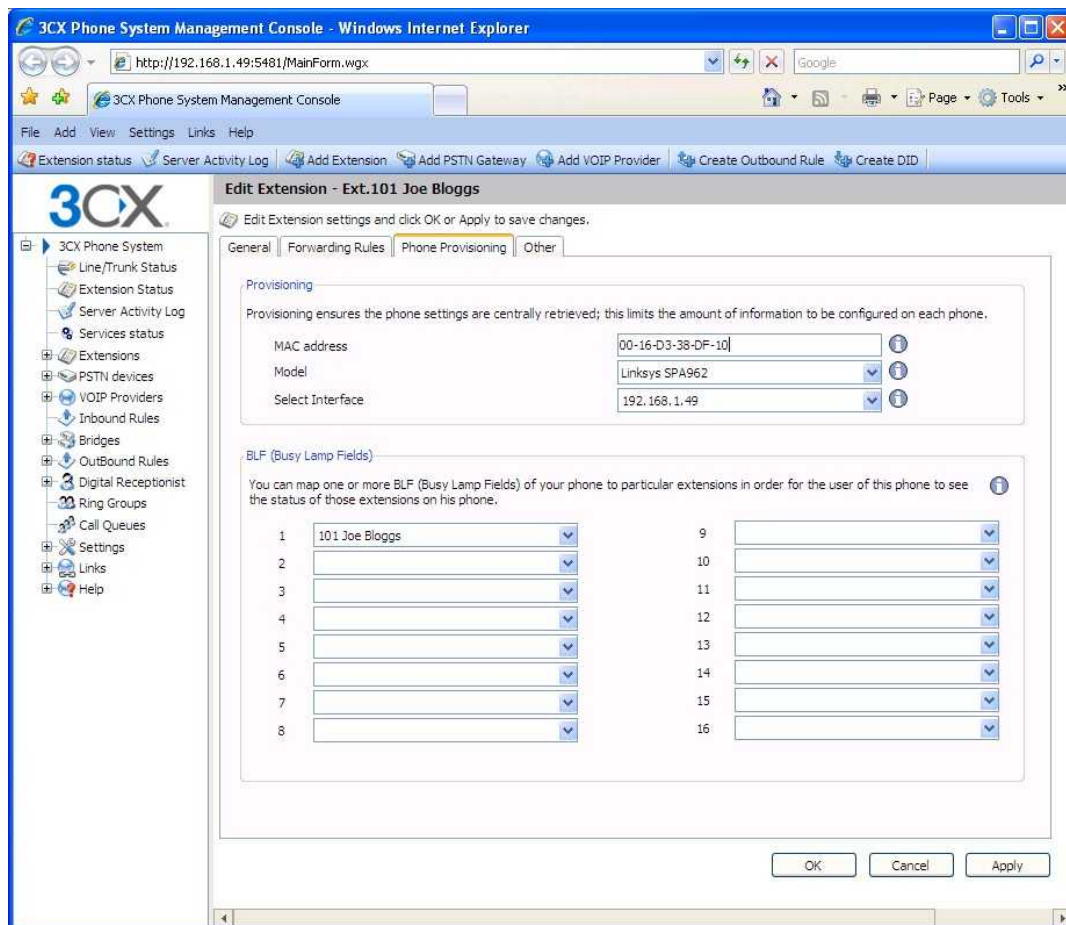 3CX Phone System Management Console - Windows Internet Explorer
http://192.168.1.49:5481/MainForm.wgx
Google
3CX Phone System Management Console
Page
Tools
»
File Add View Settings Links Help
Extension status Server Activity Log Add Extension Add PSTN Gateway Add VOIP Provider Create Outbound Rule Create DID
3CX
3CX Phone System
Line/Trunk Status
Extension Status
Server Activity Log
Services status
Extensions
PSTN devices
VOIP Providers
Inbound Rules
Bridges
OutBound Rules
Digital Receptionist
Ring Groups
Call Queues
Settings
Links
Help
Edit Extension - Ext.101 Joe Bloggs
Edit Extension settings and click OK or Apply to save changes.
General Forwarding Rules Phone Provisioning Other
Provisioning
Provisioning ensures the phone settings are centrally retrieved; this limits the amount of information to be configured on each phone.
MAC address 00-16-D3-38-DF-10
Model Linksys SPA962
Select Interface 192.168.1.49
BLF (Busy Lamp Fields)
You can map one or more BLF (Busy Lamp Fields) of your phone to particular extensions in order for the user of this phone to see
the status of those extensions on his phone.
1 101 Joe Bloggs 9
2 10
3 11
4 12
5 13
6 14
7 15
8 16
OK Cancel Apply